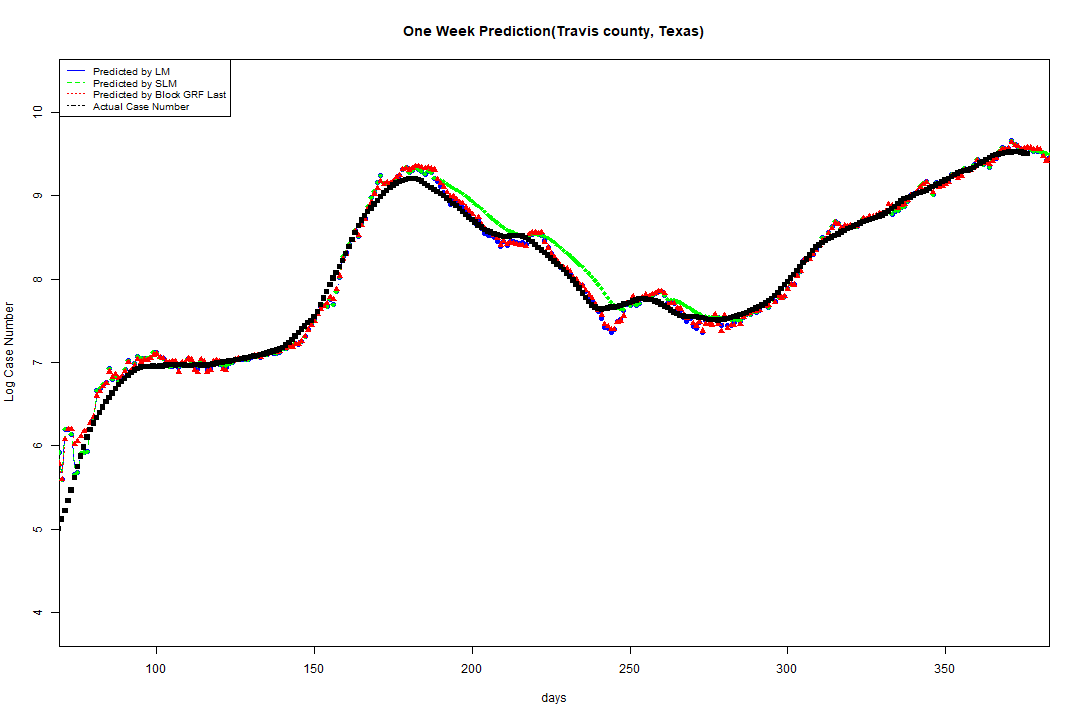 One Week Prediction(Travis county, Texas)
Predicted by LM
Predicted by SLM
Predicted by Block GRF Last
Actual Case Number
Log Case Number
10
9
8
7
6
5
4
100 150 200 250 300 350
days